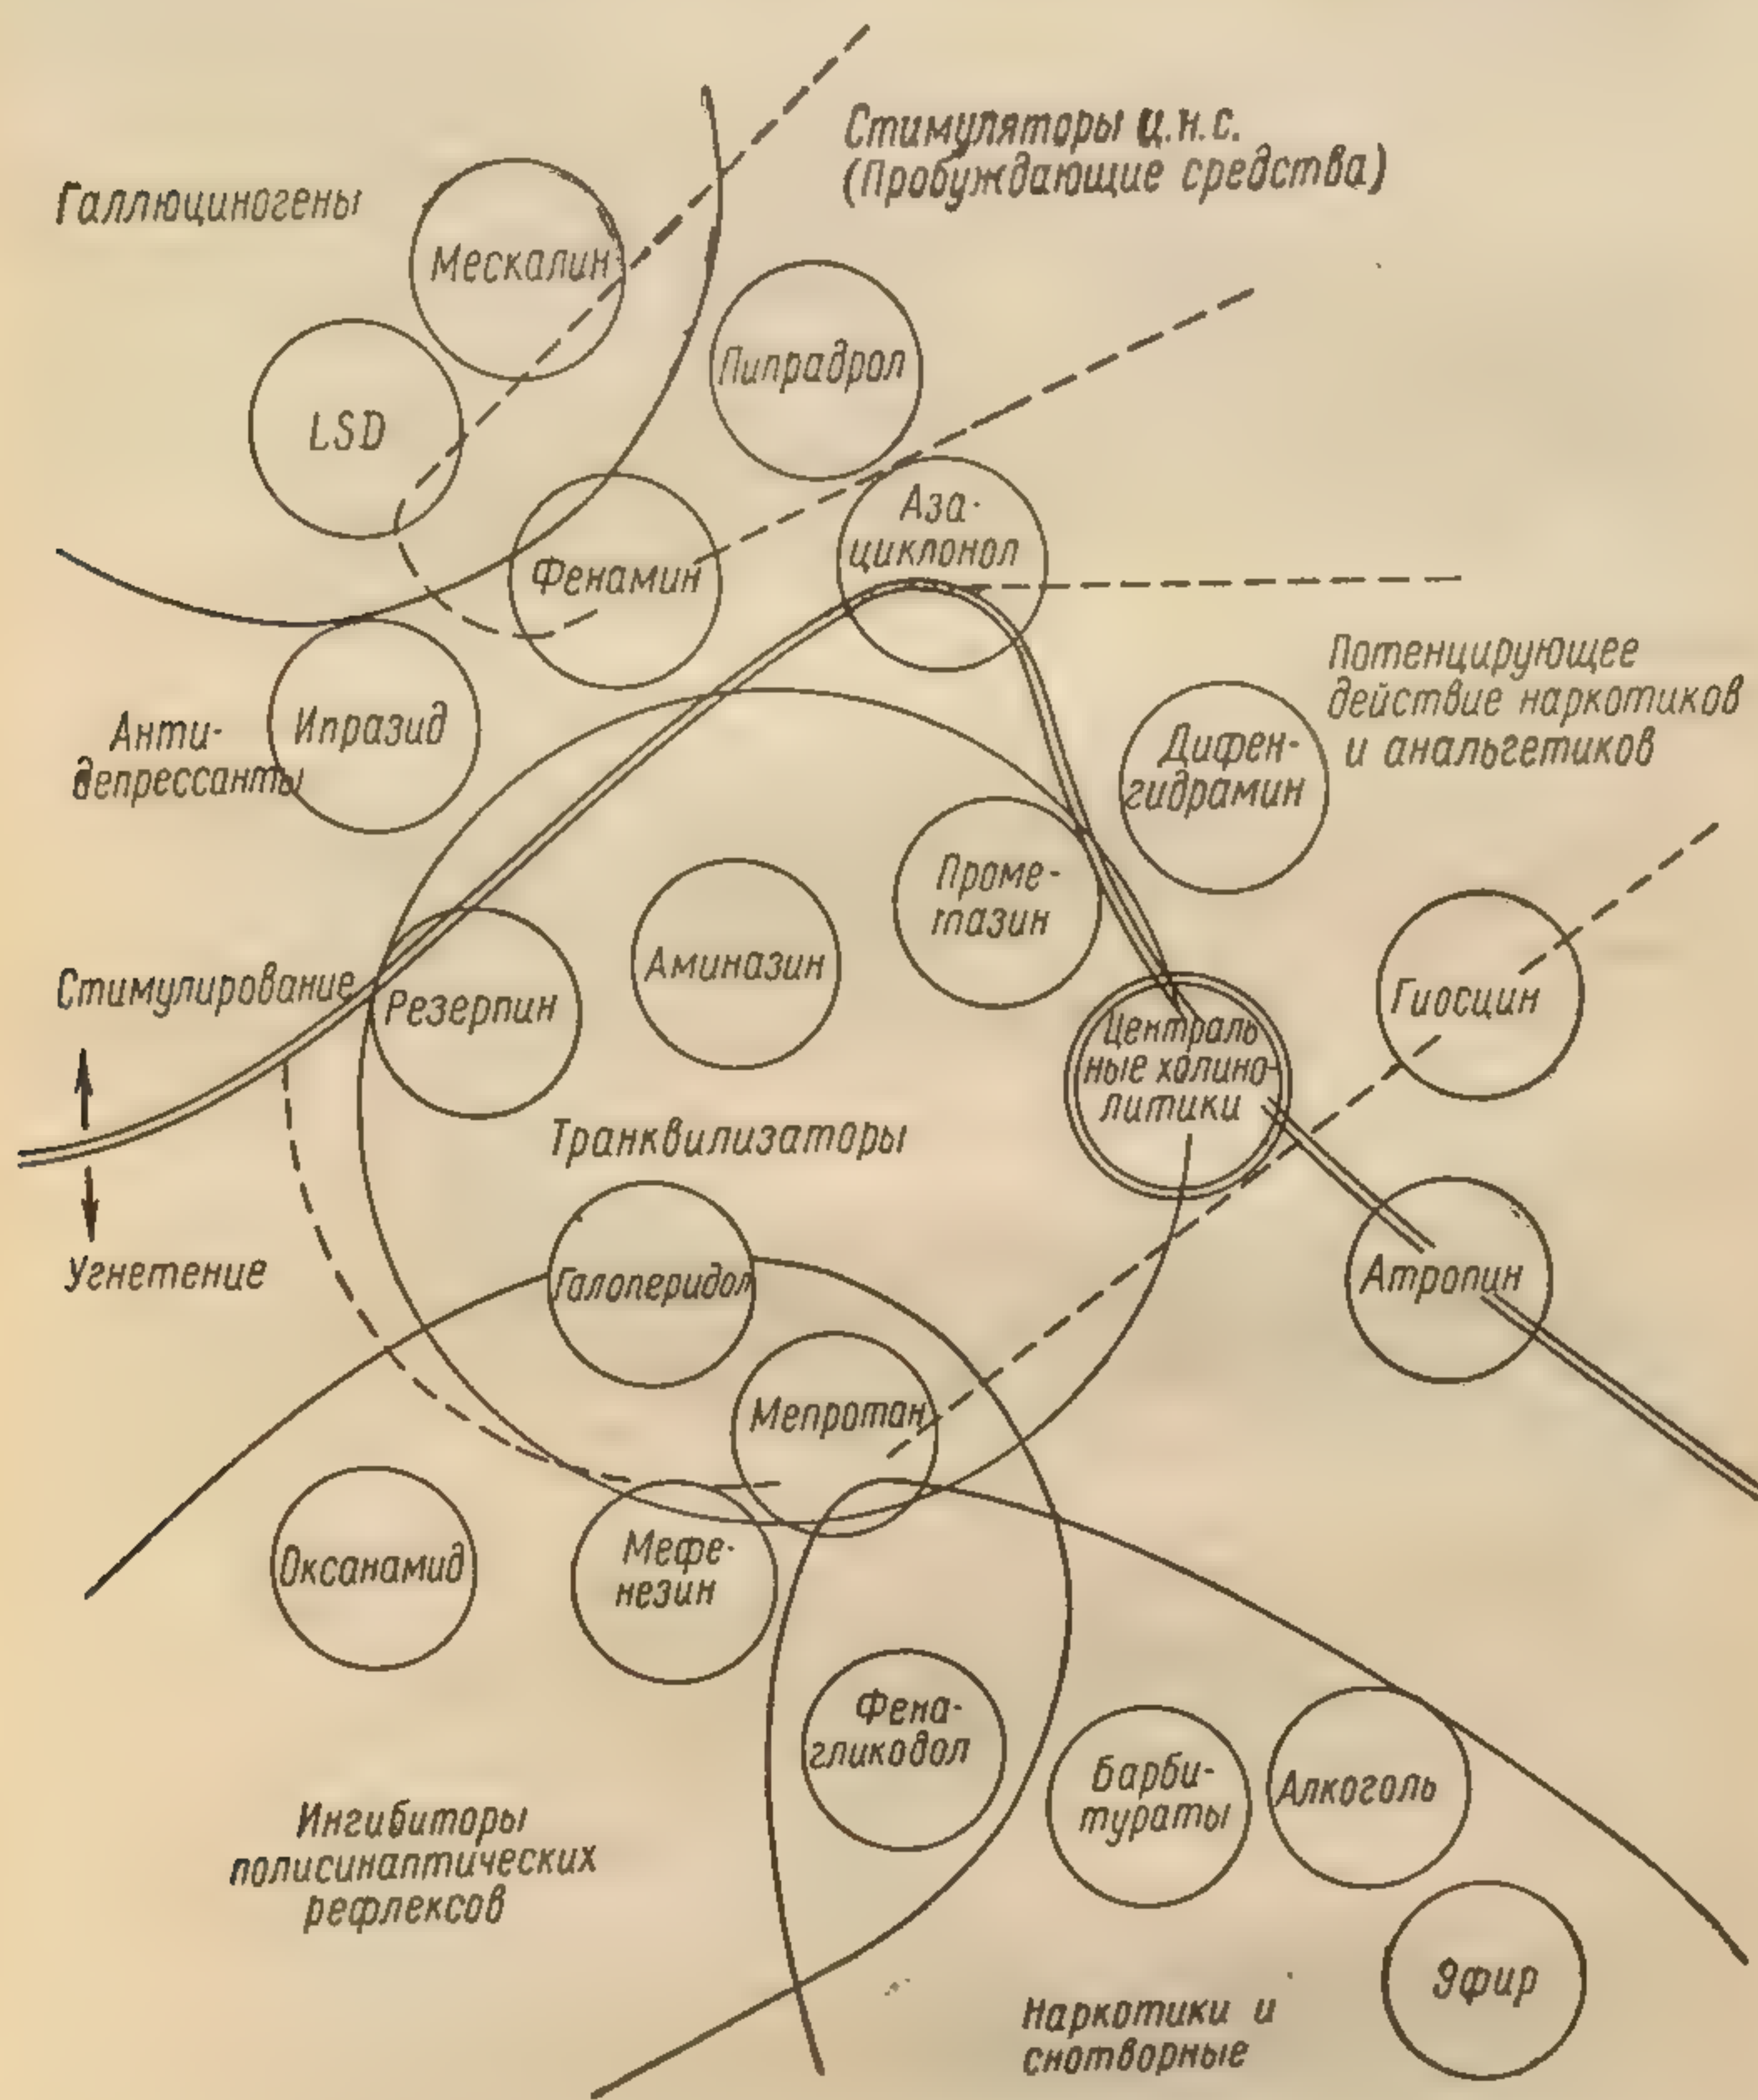 Стимуляторы ц.н.с.
(Пробуждающие средства)
Галлюциногены
Мескалин
Пипрадрол
LSD
Аза-
циклонол
Фенамин
Потенцирующее
действие наркотиков
и анальгетиков
Анти-
депрессанты
Ипразид
Дифен-
гидрамин
Проме-
тазин
Аминазин
Стимулирование
Резерпин
Гиосцин
Централь
ные холино-
литики
Транквилизаторы
Угнетение
Галоперидол
Атропин
Мепротан
Оксанамид
Мефе-
незин
Фена-
гликодол
Барби-
тураты
Алкоголь
Ингибиторы
полисинаптических
рефлексов
Эфир
Наркотики и
снотворные